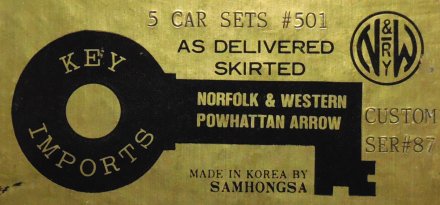 5 CAR SETS #501
AS DELIVERED
SKIRTED
N&W
RY
KEY
IMPORTS
NORFOLK & WESTERN
POWHATTAN ARROW
CUSTOM
SER#87
MADE IN KOREA BY
SAMHONGSA